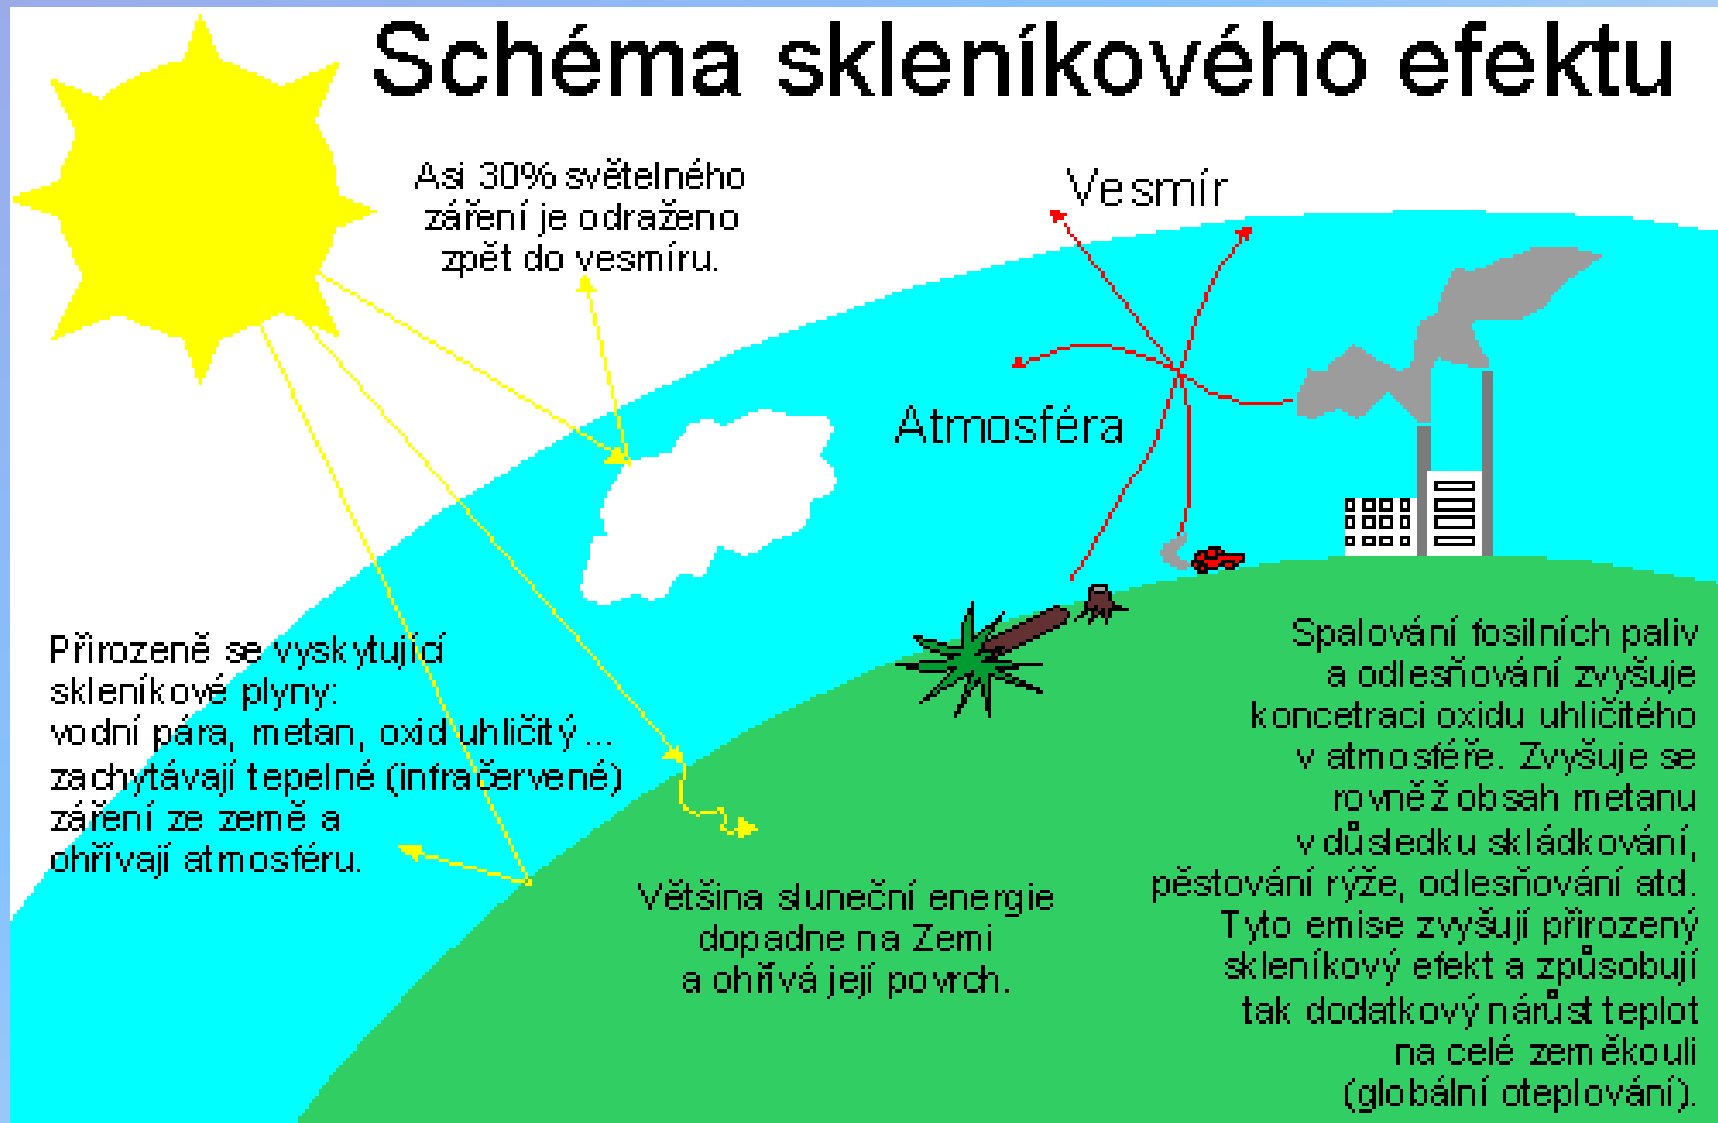 Schéma skleníkového efektu
Asi 30% světelného
záření je odraženo
zpět do vesmíru.
Vesmír
Atmosféra
Přirozeně se vyskytující
skleníkové plyny:
vodní pára, metan, oxid uhličitý ...
zachytávají tepelné (infračervené)
záření ze země a
ohřívají atmosféru.
Většina sluneční energie
dopadne na Zemi
a ohřívá její povrch.
Spalování fosilních paliv
a odlesňování zvyšuje
koncetraci oxidu uhličitého
v atmosféře. Zvyšuje se
rovněž obsah metanu
v důsledku skládkování,
pěstování rýže, odlesňování atd.
Tyto emise zvyšují přirozený
skleníkový efekt a způsobují
tak dodatkový nárůst teplot
na celé zeměkouli
(globální oteplování).